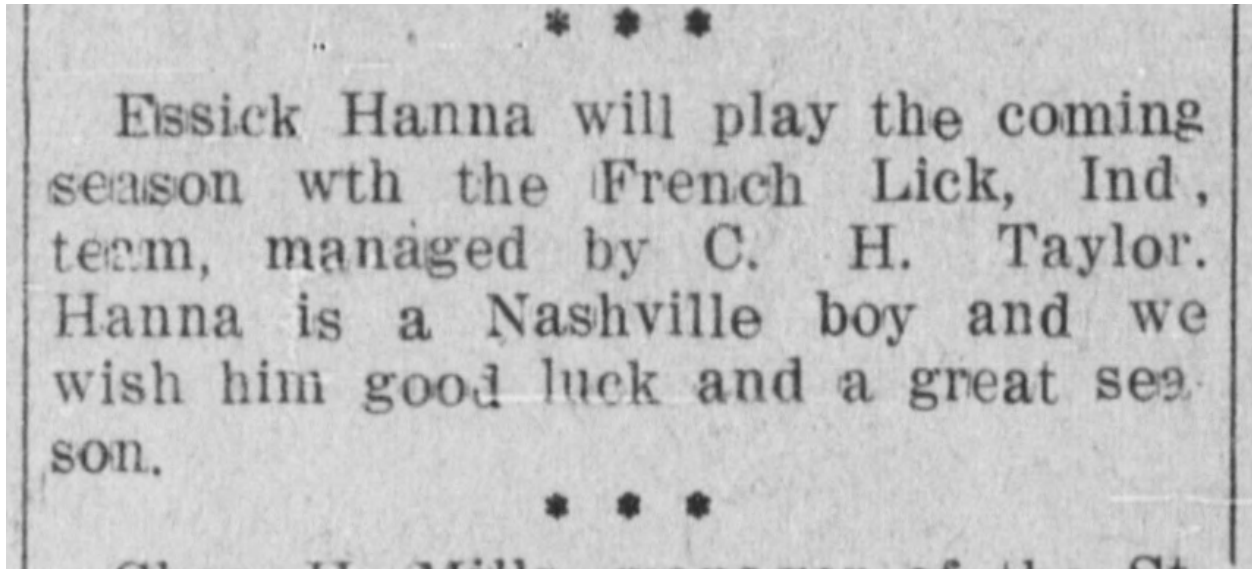 * * *
Essick Hanna will play the coming
season wth the French Lick, Ind.,
team, managed by C. H. Taylor.
Hanna is a Nashville boy and we
wish him good luck and a great sea-
son.
* * *